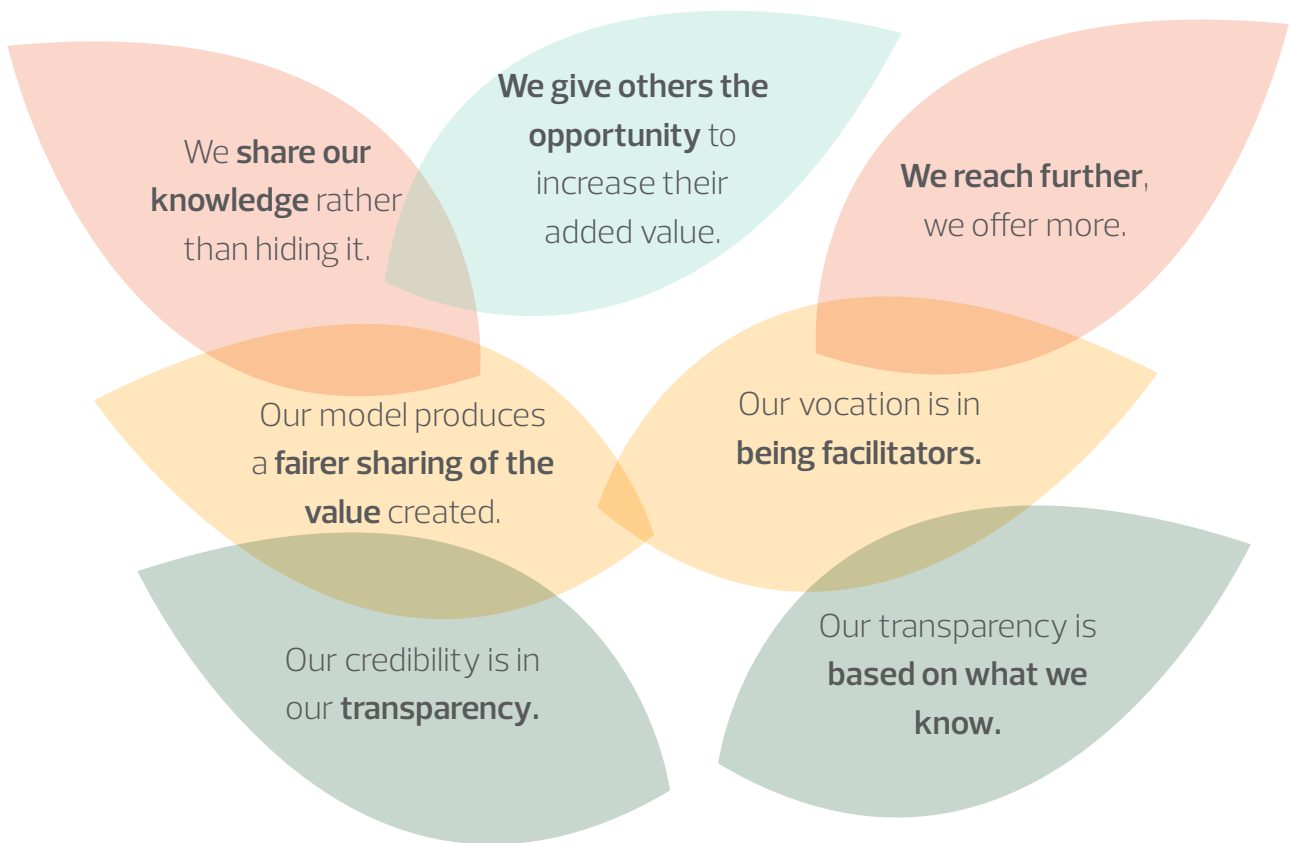 We share our
knowledge rather
than hiding it.
We give others the
opportunity to
increase their
added value.
We reach further,
we offer more.
Our model produces
a fairer sharing of the
value created.
Our vocation is in
being facilitators.
Our credibility is in
our transparency.
Our transparency is
based on what we
know.